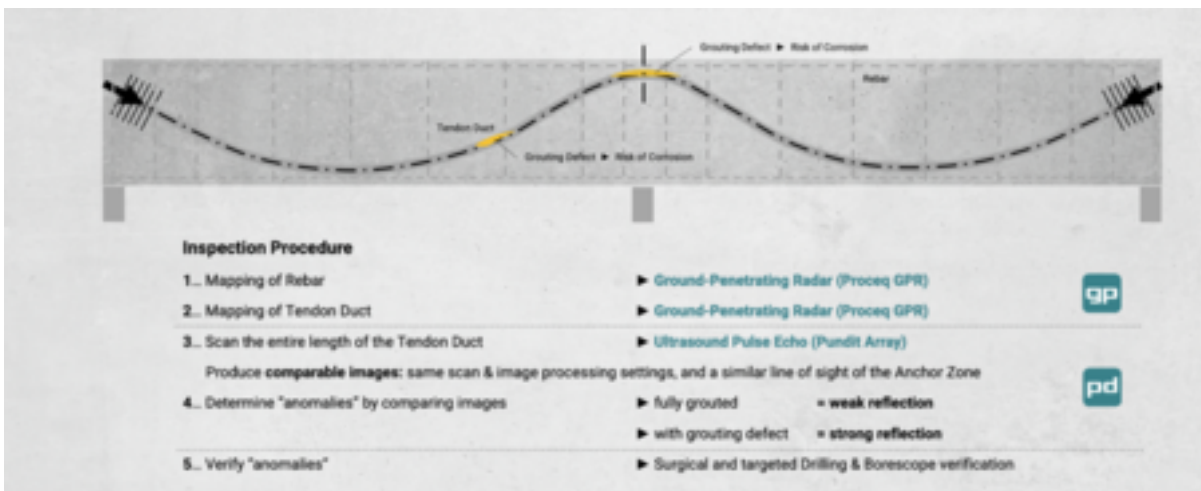 Grouting Defect ► Risk of Corrosion
Rebar
Tendon Duct
Grouting Defect ► Risk of Corrosion
Inspection Procedure
1... Mapping of Rebar ► Ground-Penetrating Radar (Proceq GPR)
gp
2... Mapping of Tendon Duct ► Ground-Penetrating Radar (Proceq GPR)
3... Scan the entire length of the Tendon Duct ► Ultrasound Pulse Echo (Pundit Array)
Produce comparable images: same scan & image processing settings, and a similar line of sight of the Anchor Zone
pd
4... Determine "anomalies" by comparing images ► fully grouted = weak reflection
► with grouting defect = strong reflection
5... Verify "anomalies" ► Surgical and targeted Drilling & Borescope verification